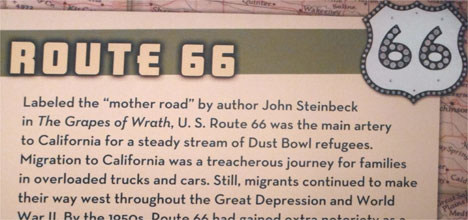 ROUTE 66
66
Labeled the “mother road” by author John Steinbeck
in The Grapes of Wrath, U. S. Route 66 was the main artery
to California for a steady stream of Dust Bowl refugees.
Migration to California was a treacherous journey for families
in overloaded trucks and cars. Still, migrants continued to make
their way west throughout the Great Depression and World
War II. By the 1950s, Route 66 had gained extra notoriety as a